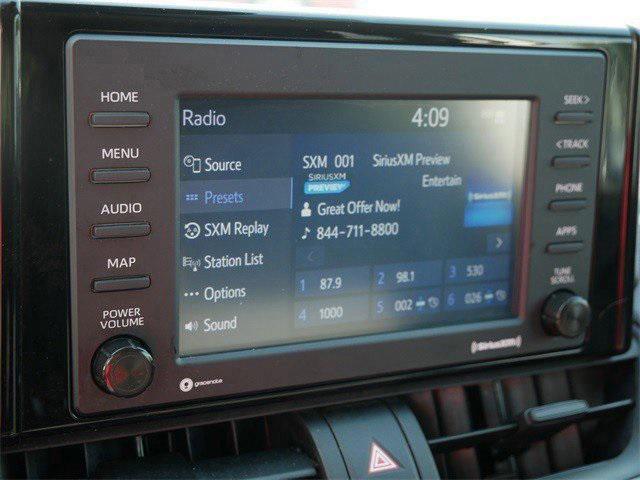 HOME
MENU
AUDIO
MAP
POWER
VOLUME
gracenote
Radio
4:09
Source
Presets
SXM Replay
Station List
Options
Sound
SXM 001 SiriusXM Preview
SIRIUSXM
PREVIEW
Entertain
Great Offer Now!
844-711-8800
SiriusXM
1 87.9
2 98.1
3 530
4 1000
5 002
6 026
SiriusXM
SEEK >
< TRACK
PHONE
APPS
TUNE
SCROLL